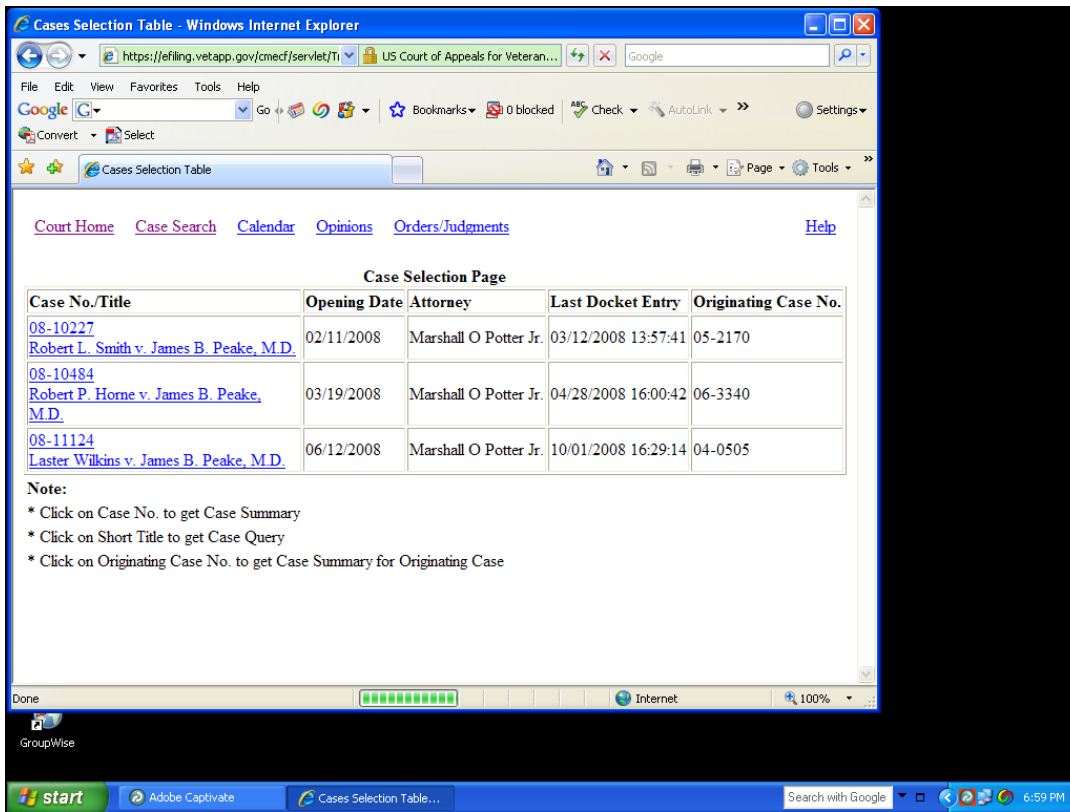 Cases Selection Table - Windows Internet Explorer
https://efiling.vetapp.gov/cmecf/servlet/Ti US Court of Appeals for Veteran... Google
File Edit View Favorites Tools Help
Google G Go Bookmarks 0 blocked ABC Check AutoLink » Settings
Convert Select
Cases Selection Table Page Tools »
Court Home Case Search Calendar Opinions Orders/Judgments Help
Case Selection Page
Case No./Title Opening Date Attorney Last Docket Entry Originating Case No.
08-10227
Robert L. Smith v. James B. Peake, M.D. 02/11/2008 Marshall O Potter Jr. 03/12/2008 13:57:41 05-2170
08-10484
Robert P. Horne v. James B. Peake, 03/19/2008 Marshall O Potter Jr. 04/28/2008 16:00:42 06-3340
M.D.
08-11124
Laster Wilkins v. James B. Peake, M.D. 06/12/2008 Marshall O Potter Jr. 10/01/2008 16:29:14 04-0505
Note:
* Click on Case No. to get Case Summary
* Click on Short Title to get Case Query
* Click on Originating Case No. to get Case Summary for Originating Case
Done Internet 100%
GroupWise
start Adobe Captivate Cases Selection Table... Search with Google 6:59 PM